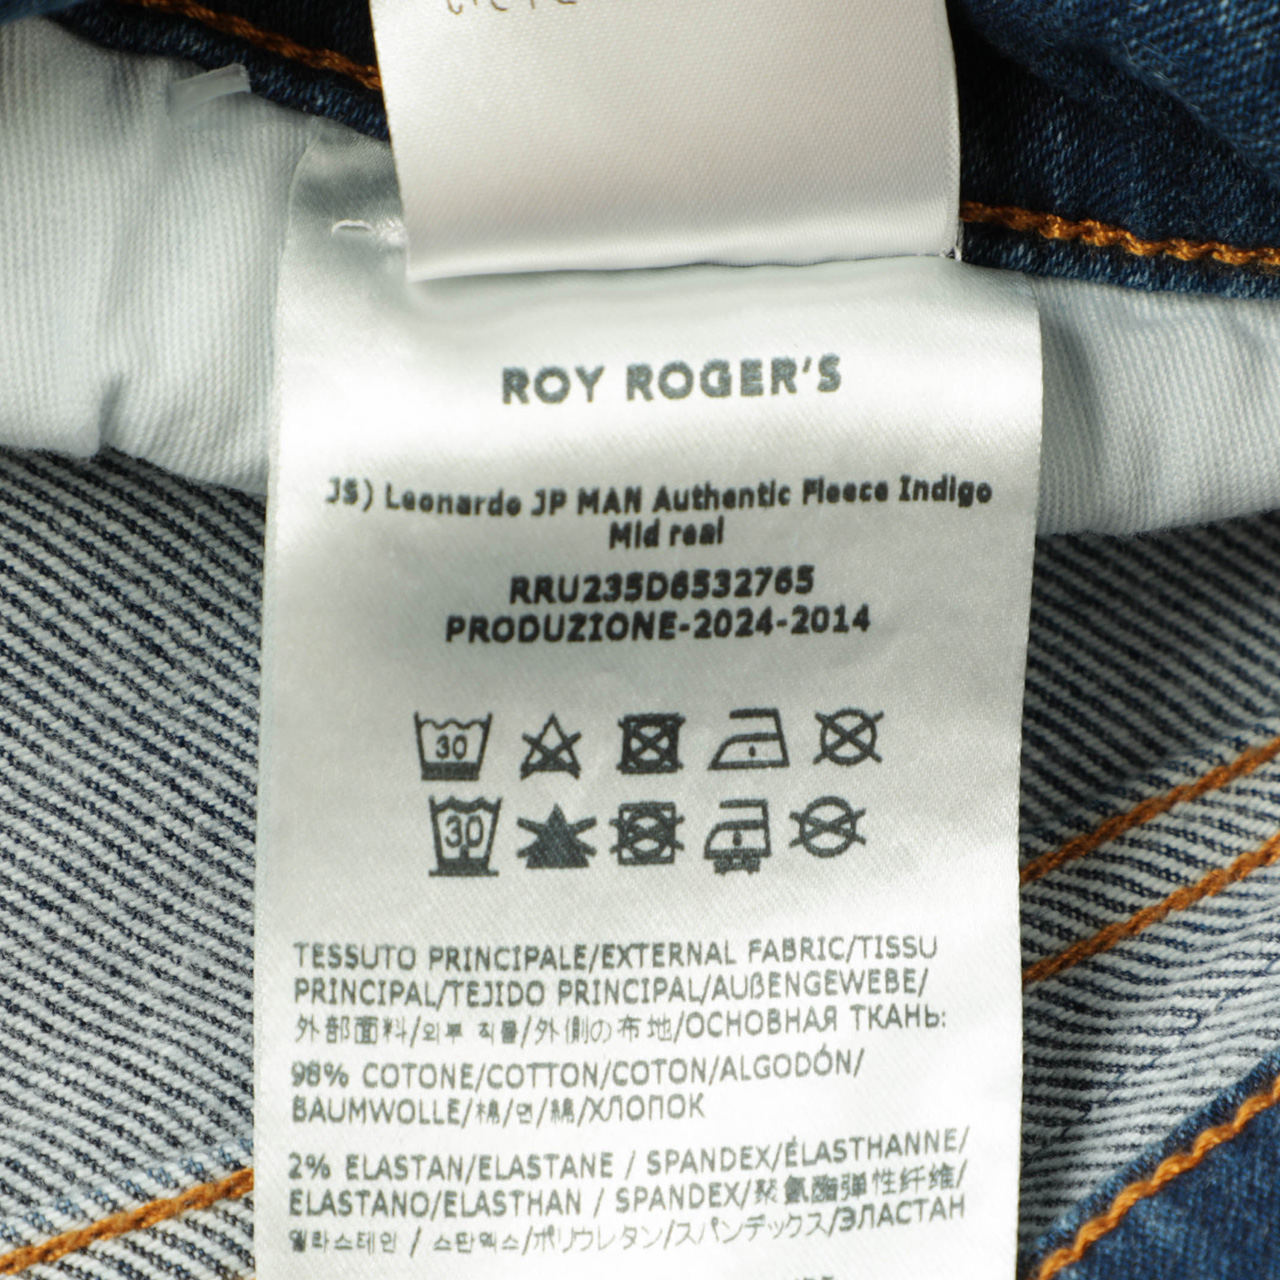 ROY ROGER'S
J5) Leonardo JP MAN Authentic Fleece Indigo
Mid real
RRU235D6532765
PRODUZIONE-2024-2014
30
30
TESSUTO PRINCIPALE/EXTERNAL FABRIC/TISSU
PRINCIPAL/TEJIDO PRINCIPAL/AUßENGEWEBE/
外部面料/외부 직물/外側の布地/ОСНОВНАЯ ТКАНЬ:
98% COTONE/COTTON/COTON/ALGODÓN/
BAUMWOLLE/棉/면/綿/ХЛОПОК
2% ELASTAN/ELASTANE / SPANDEX/ÉLASTHANNE/
ELASTANO/ELASTHAN / SPANDEX/聚氨酯弹性纤维/
엘라스테인 / 스판덱스/ポリウレタン/スパンデックス/ЭЛАСТАН